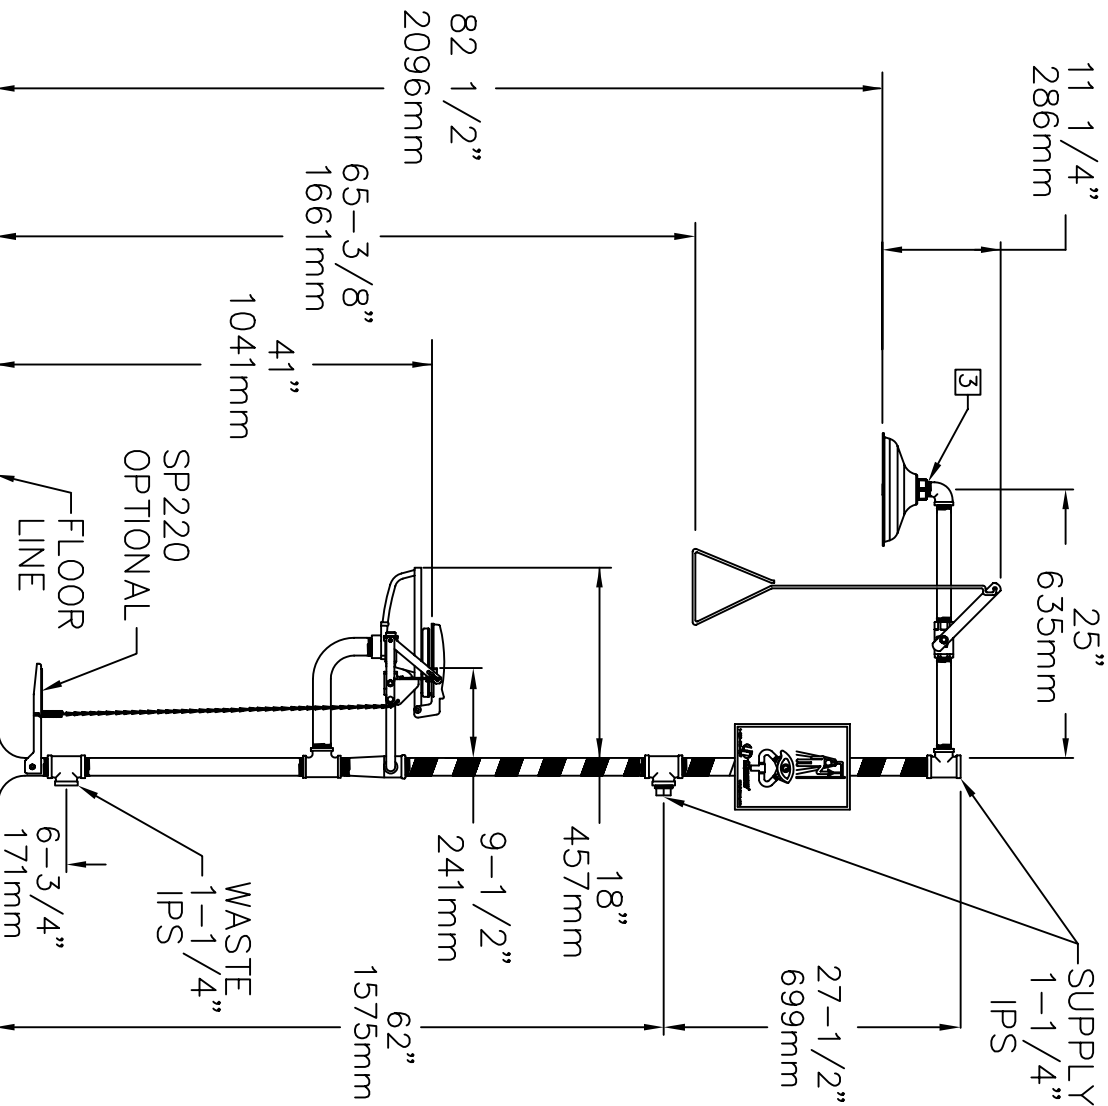 11 1/4”
286mm
82 1/2”
2096mm
65-3/8”
1661mm
41”
1041mm
3
25”
635mm
SP220
OPTIONAL
FLOOR
LINE
18”
457mm
9-1/2”
241mm
6-3/4”
171mm
WASTE
1-1/4”
IPS
62”
1575mm
27-1/2”
699mm
SUPPLY
1-1/4”
IPS